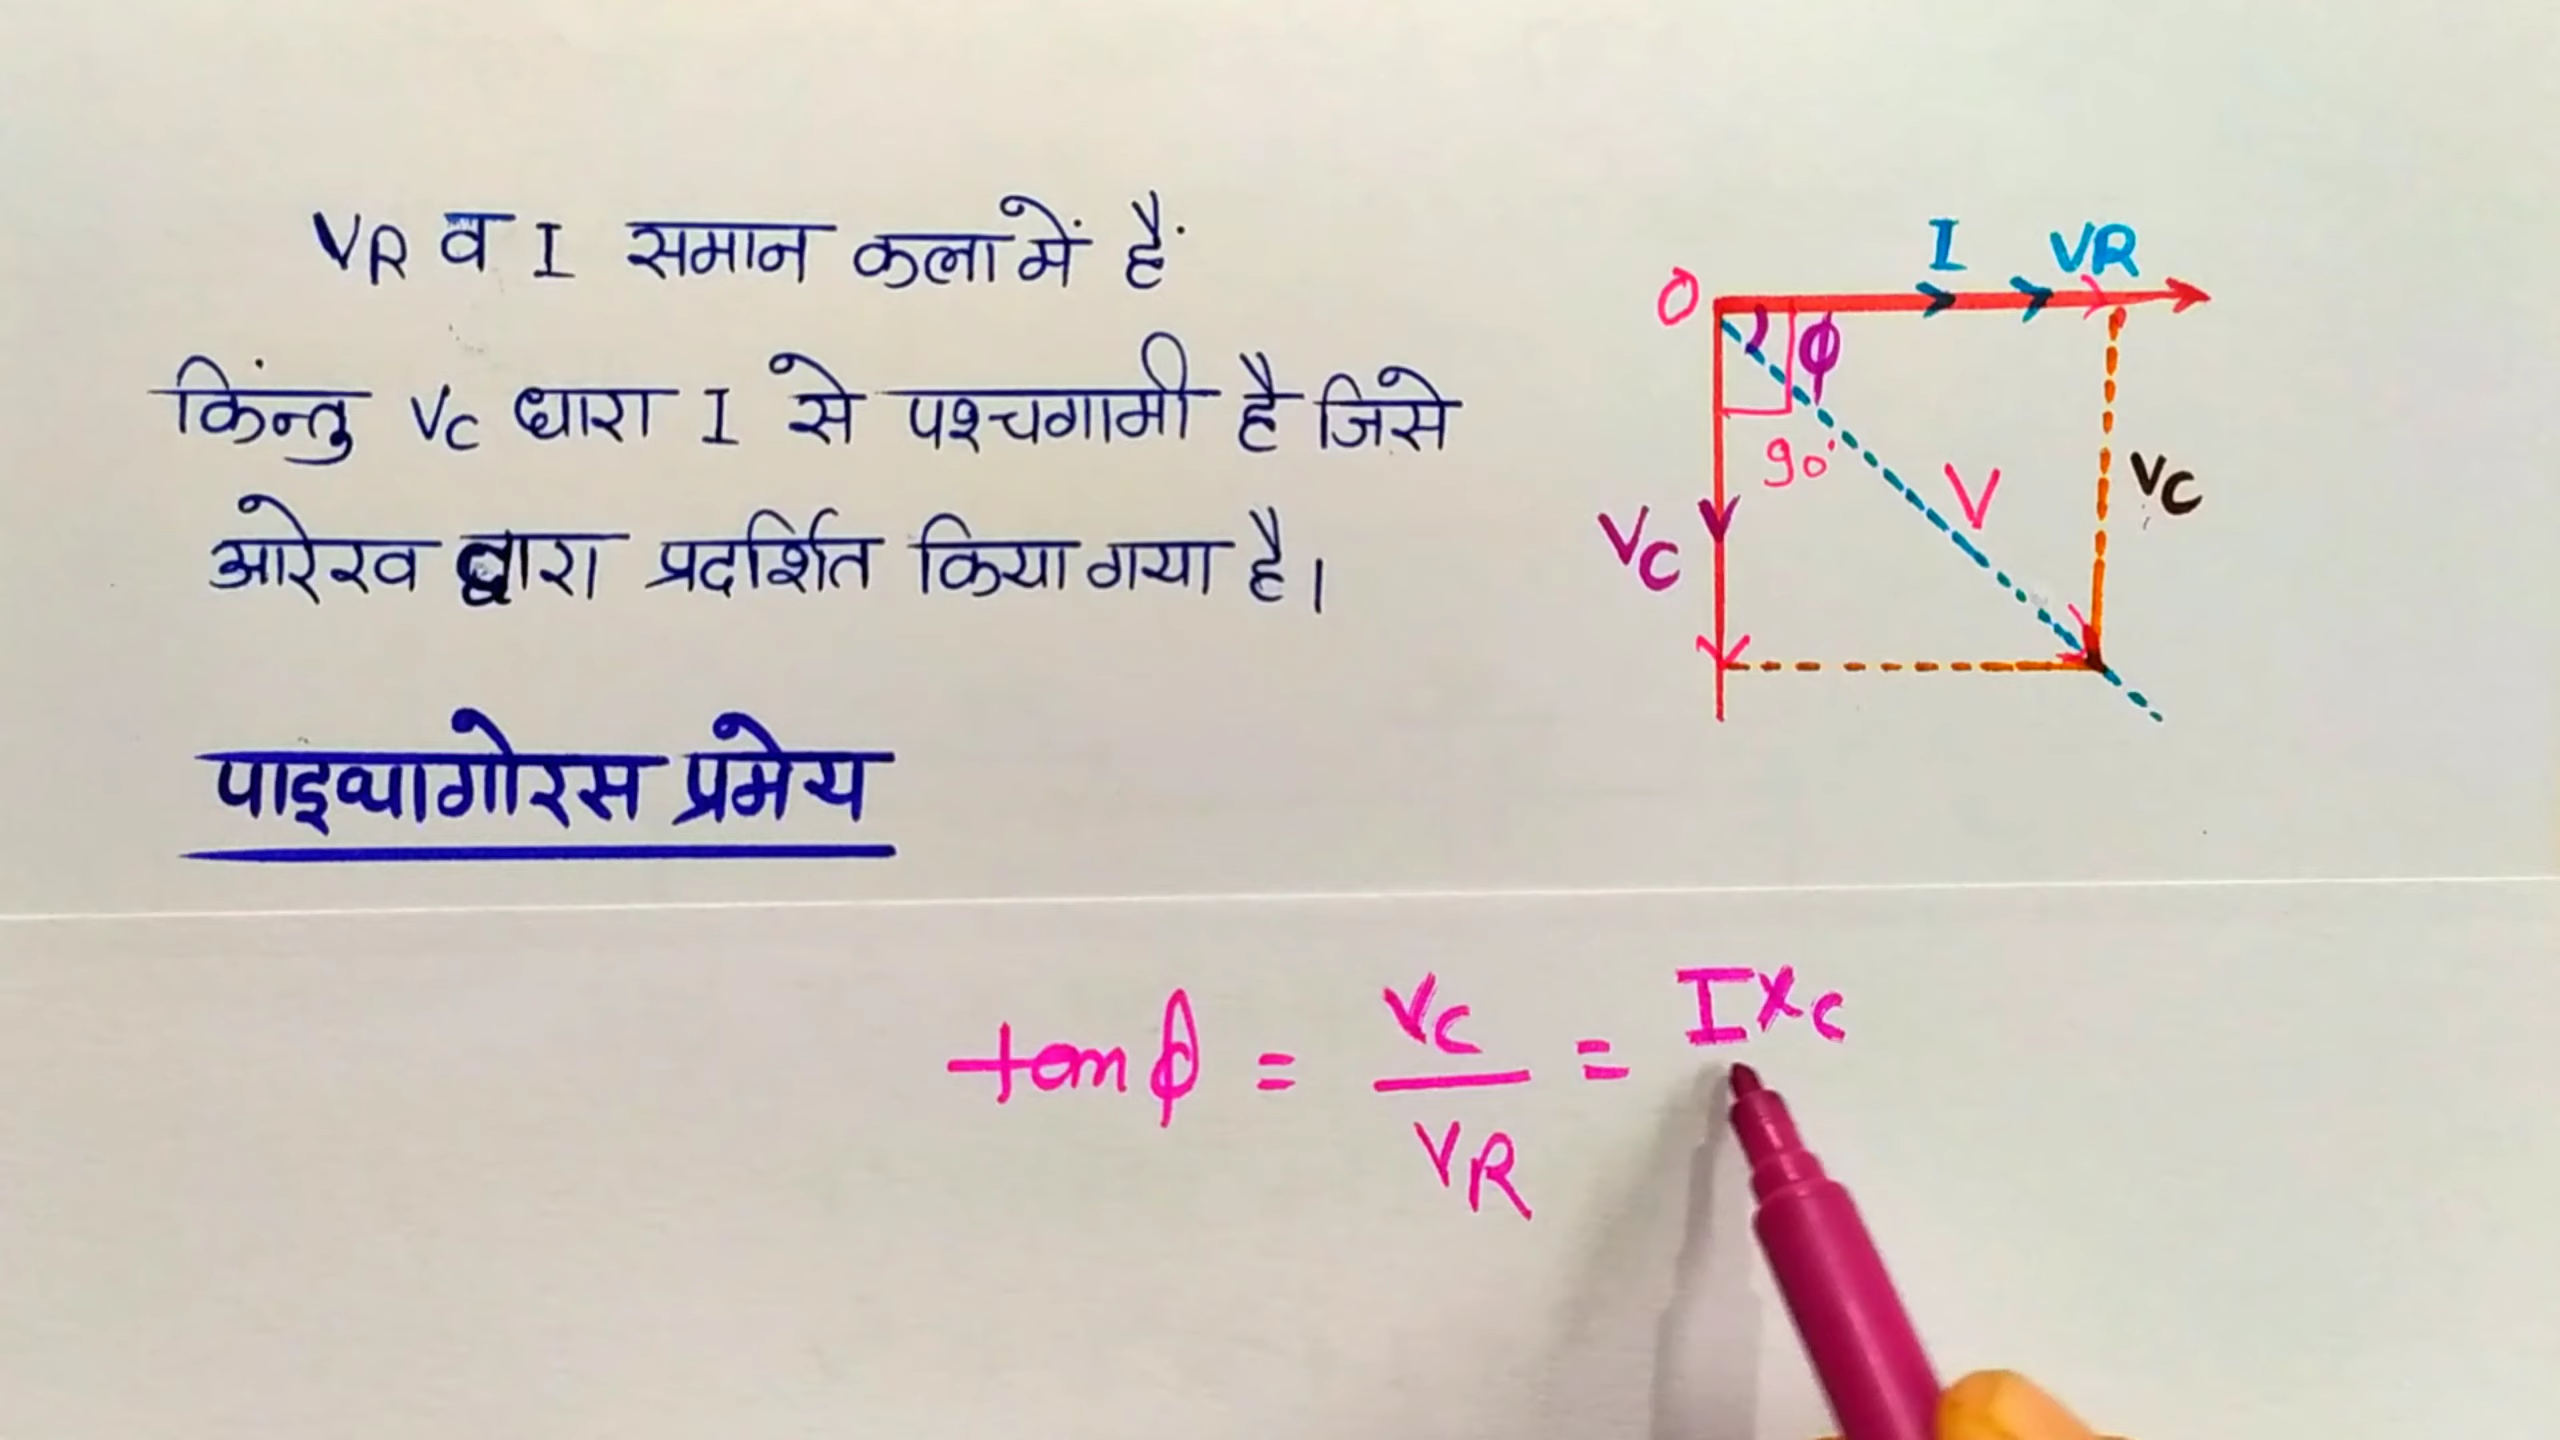 VR व I समान कला में हैं
किंन्तु VC धारा I से पश्चगामी है जिसे
आरेख द्वारा प्रदर्शित किया गया है।
पाइथागोरस प्रमेय
I VR
O
ϕ
90°
V
VC
VC
tan ϕ = VC / VR = IXC